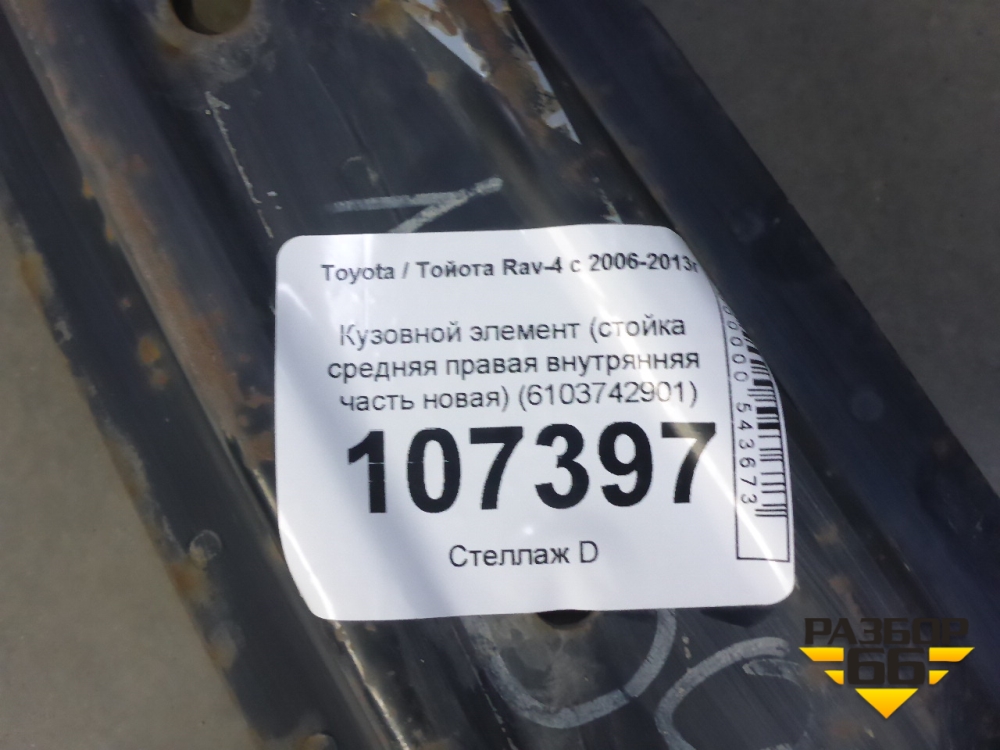 Toyota / Тойота Rav-4 с 2006-2013г
Кузовной элемент (стойка
средняя правая внутрянняя
часть новая) (6103742901)
107397
Стеллаж D
543673
РАЗБОР
66